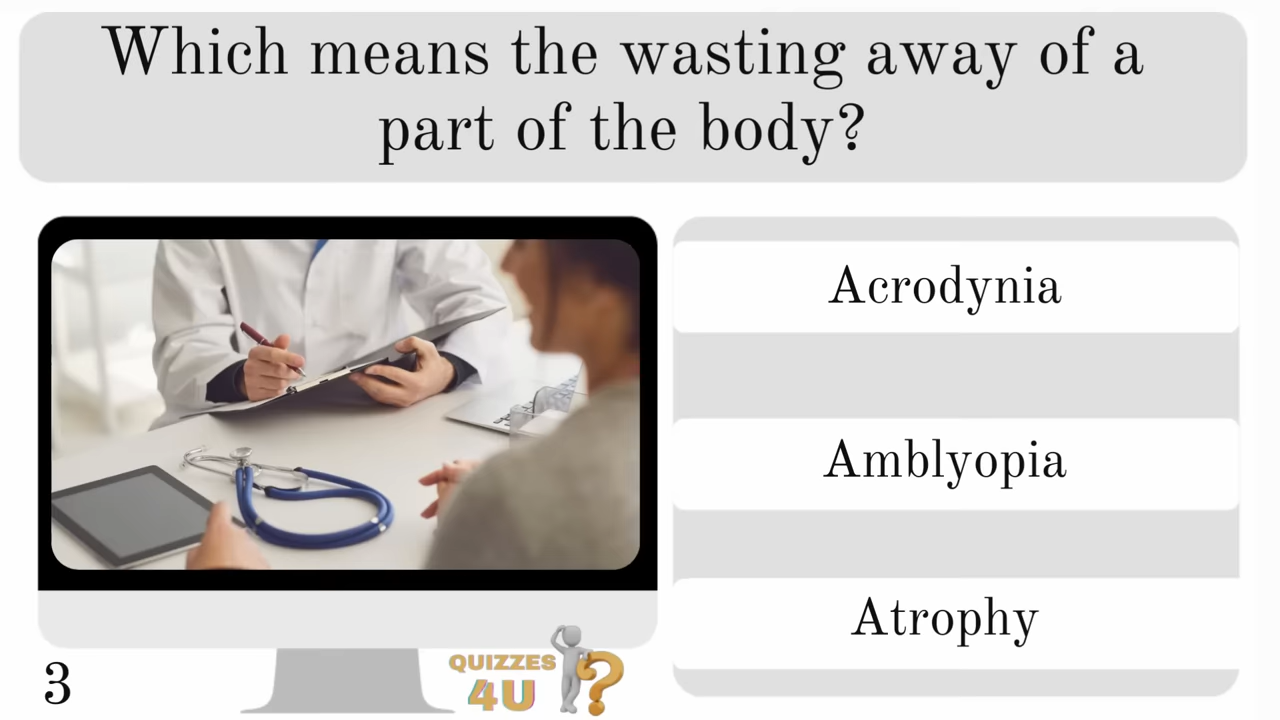 Which means the wasting away of a
part of the body?
Acrodynia
Amblyopia
Atrophy
3
QUIZZES
4U